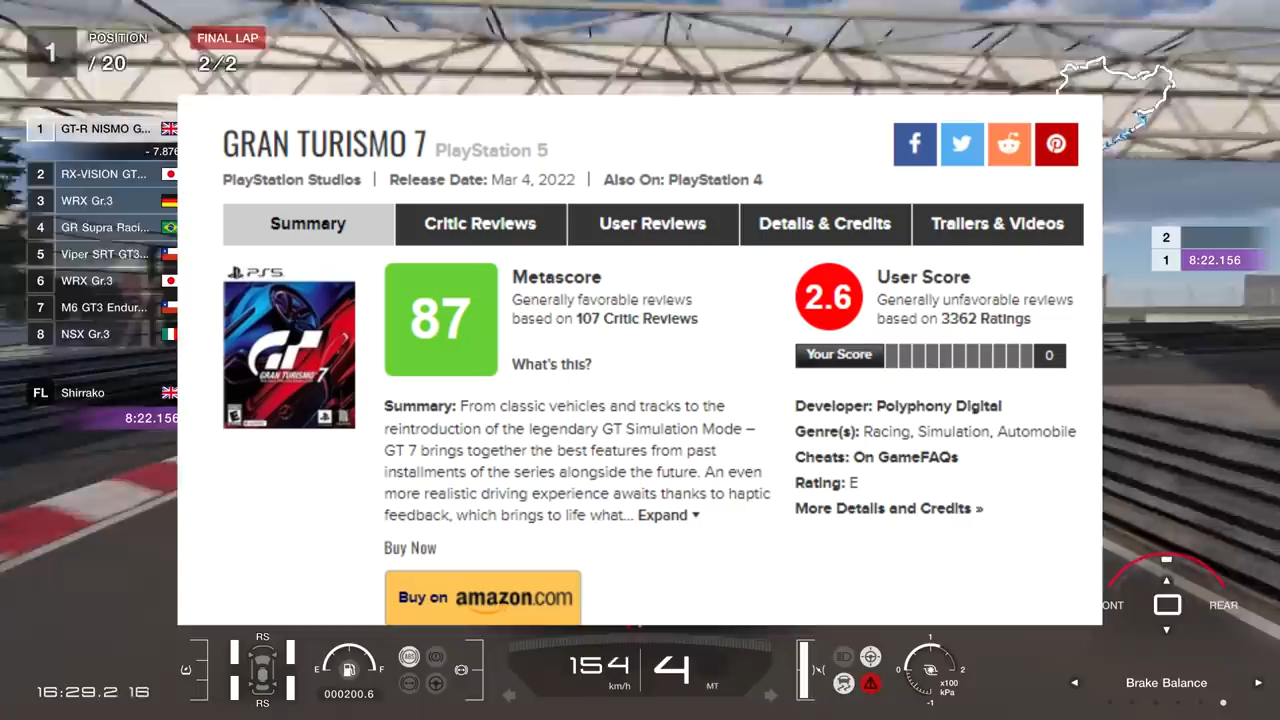 1
POSITION
/ 20
FINAL LAP
2/2
1 GT-R NISMO G...
- 7.876
2 RX-VISION GT...
3 WRX Gr.3
4 GR Supra Raci...
5 Viper SRT GT3...
6 WRX Gr.3
7 M6 GT3 Endur...
8 NSX Gr.3
FL Shirrako
8:22.156
GRAN TURISMO 7 PlayStation 5
PlayStation Studios | Release Date: Mar 4, 2022 | Also On: PlayStation 4
Summary Critic Reviews User Reviews Details & Credits Trailers & Videos
PS5
GT
GRAN TURISMO 7
E
87
Metascore
Generally favorable reviews
based on 107 Critic Reviews
What's this?
2.6
User Score
Generally unfavorable reviews
based on 3362 Ratings
Your Score 0
Summary: From classic vehicles and tracks to the
reintroduction of the legendary GT Simulation Mode –
GT 7 brings together the best features from past
installments of the series alongside the future. An even
more realistic driving experience awaits thanks to haptic
feedback, which brings to life what... Expand
Buy Now
Buy on amazon.com
Developer: Polyphony Digital
Genre(s): Racing, Simulation, Automobile
Cheats: On GameFAQs
Rating: E
More Details and Credits »
2
1 8:22.156
ONT REAR
16:29.2 16
RS
RS
E F
000200.6
ABS
154
km/h
4
MT
1
0 2
x100
kPa
-1
Brake Balance